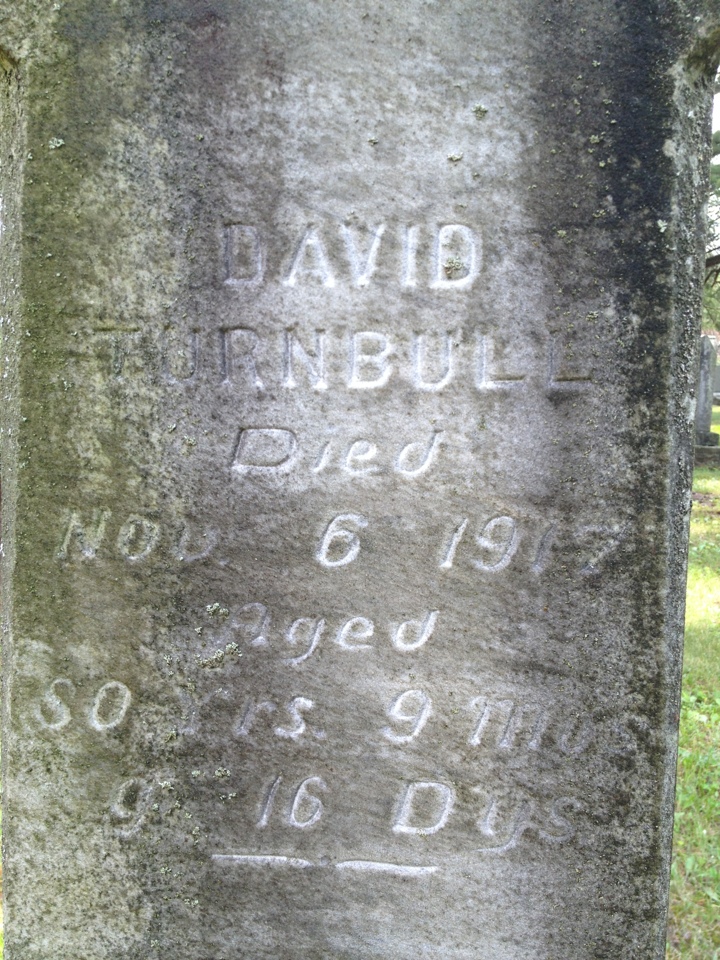 DAVID
TURNBULL
Died
Nov. 6 1917
Aged
80 Yrs. 9 Mos
& 16 Dys.